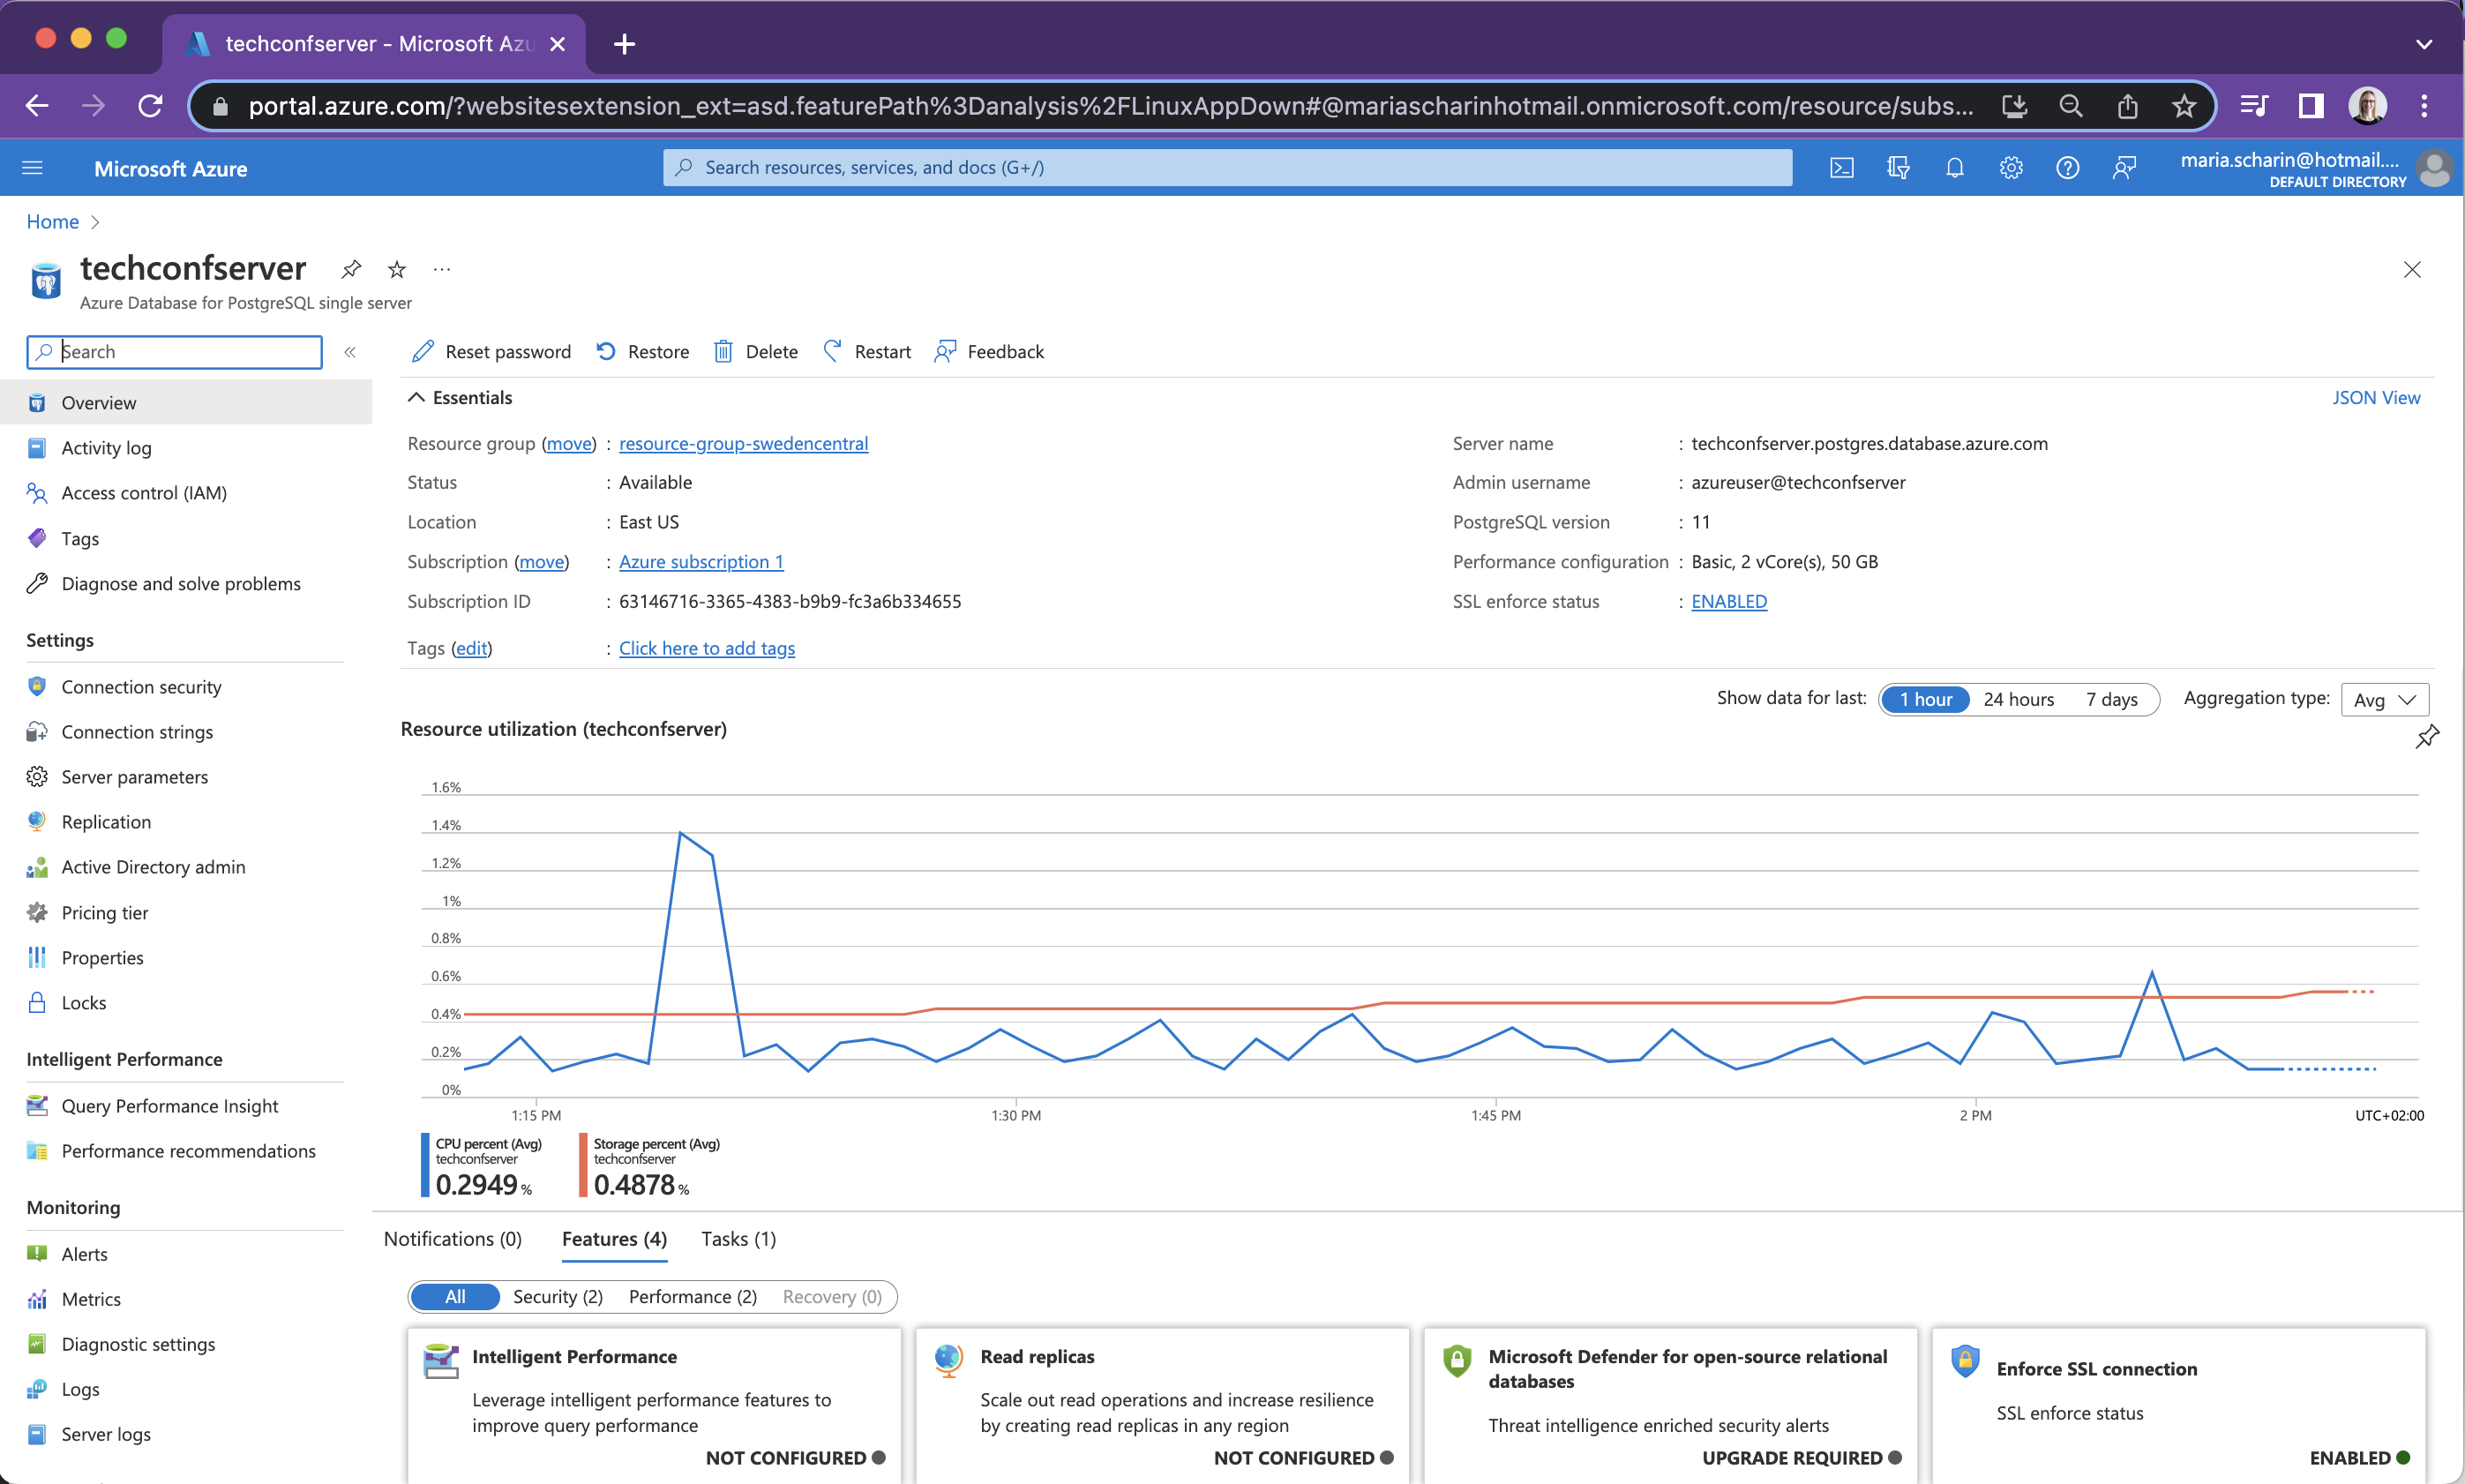 techconfserver - Microsoft Azu
portal.azure.com/?websitesextension_ext=asd.featurePath%3Danalysis%2FLinuxAppDown#@mariascharinhotmail.onmicrosoft.com/resource/subs...
Microsoft Azure
Search resources, services, and docs (G+/)
maria.scharin@hotmail....
DEFAULT DIRECTORY
Home
techconfserver
Azure Database for PostgreSQL single server
Search
Overview
Activity log
Access control (IAM)
Tags
Diagnose and solve problems
Settings
Connection security
Connection strings
Server parameters
Replication
Active Directory admin
Pricing tier
Properties
Locks
Intelligent Performance
Query Performance Insight
Performance recommendations
Monitoring
Alerts
Metrics
Diagnostic settings
Logs
Server logs
Reset password Restore Delete Restart Feedback
Essentials
JSON View
Resource group (move) : resource-group-swedencentral
Status : Available
Location : East US
Subscription (move) : Azure subscription 1
Subscription ID : 63146716-3365-4383-b9b9-fc3a6b334655
Tags (edit) : Click here to add tags
Server name : techconfserver.postgres.database.azure.com
Admin username : azureuser@techconfserver
PostgreSQL version : 11
Performance configuration : Basic, 2 vCore(s), 50 GB
SSL enforce status : ENABLED
Show data for last: 1 hour 24 hours 7 days Aggregation type: Avg
Resource utilization (techconfserver)
1.6%
1.4%
1.2%
1%
0.8%
0.6%
0.4%
0.2%
0%
1:15 PM 1:30 PM 1:45 PM 2 PM UTC+02:00
CPU percent (Avg)
techconfserver
0.2949 %
Storage percent (Avg)
techconfserver
0.4878 %
Notifications (0) Features (4) Tasks (1)
All Security (2) Performance (2) Recovery (0)
Intelligent Performance
Leverage intelligent performance features to
improve query performance
NOT CONFIGURED
Read replicas
Scale out read operations and increase resilience
by creating read replicas in any region
NOT CONFIGURED
Microsoft Defender for open-source relational
databases
Threat intelligence enriched security alerts
UPGRADE REQUIRED
Enforce SSL connection
SSL enforce status
ENABLED